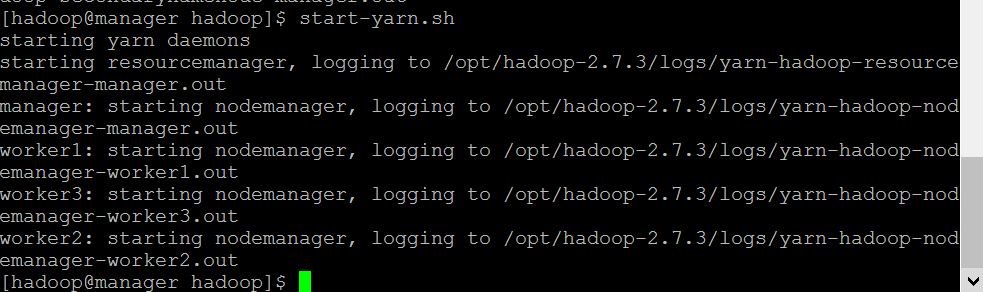 [hadoop@manager hadoop]$ start-yarn.sh
starting yarn daemons
starting resourcemanager, logging to /opt/hadoop-2.7.3/logs/yarn-hadoop-resource
manager-manager.out
manager: starting nodemanager, logging to /opt/hadoop-2.7.3/logs/yarn-hadoop-nod
emanager-manager.out
worker1: starting nodemanager, logging to /opt/hadoop-2.7.3/logs/yarn-hadoop-nod
emanager-worker1.out
worker3: starting nodemanager, logging to /opt/hadoop-2.7.3/logs/yarn-hadoop-nod
emanager-worker3.out
worker2: starting nodemanager, logging to /opt/hadoop-2.7.3/logs/yarn-hadoop-nod
emanager-worker2.out
[hadoop@manager hadoop]$